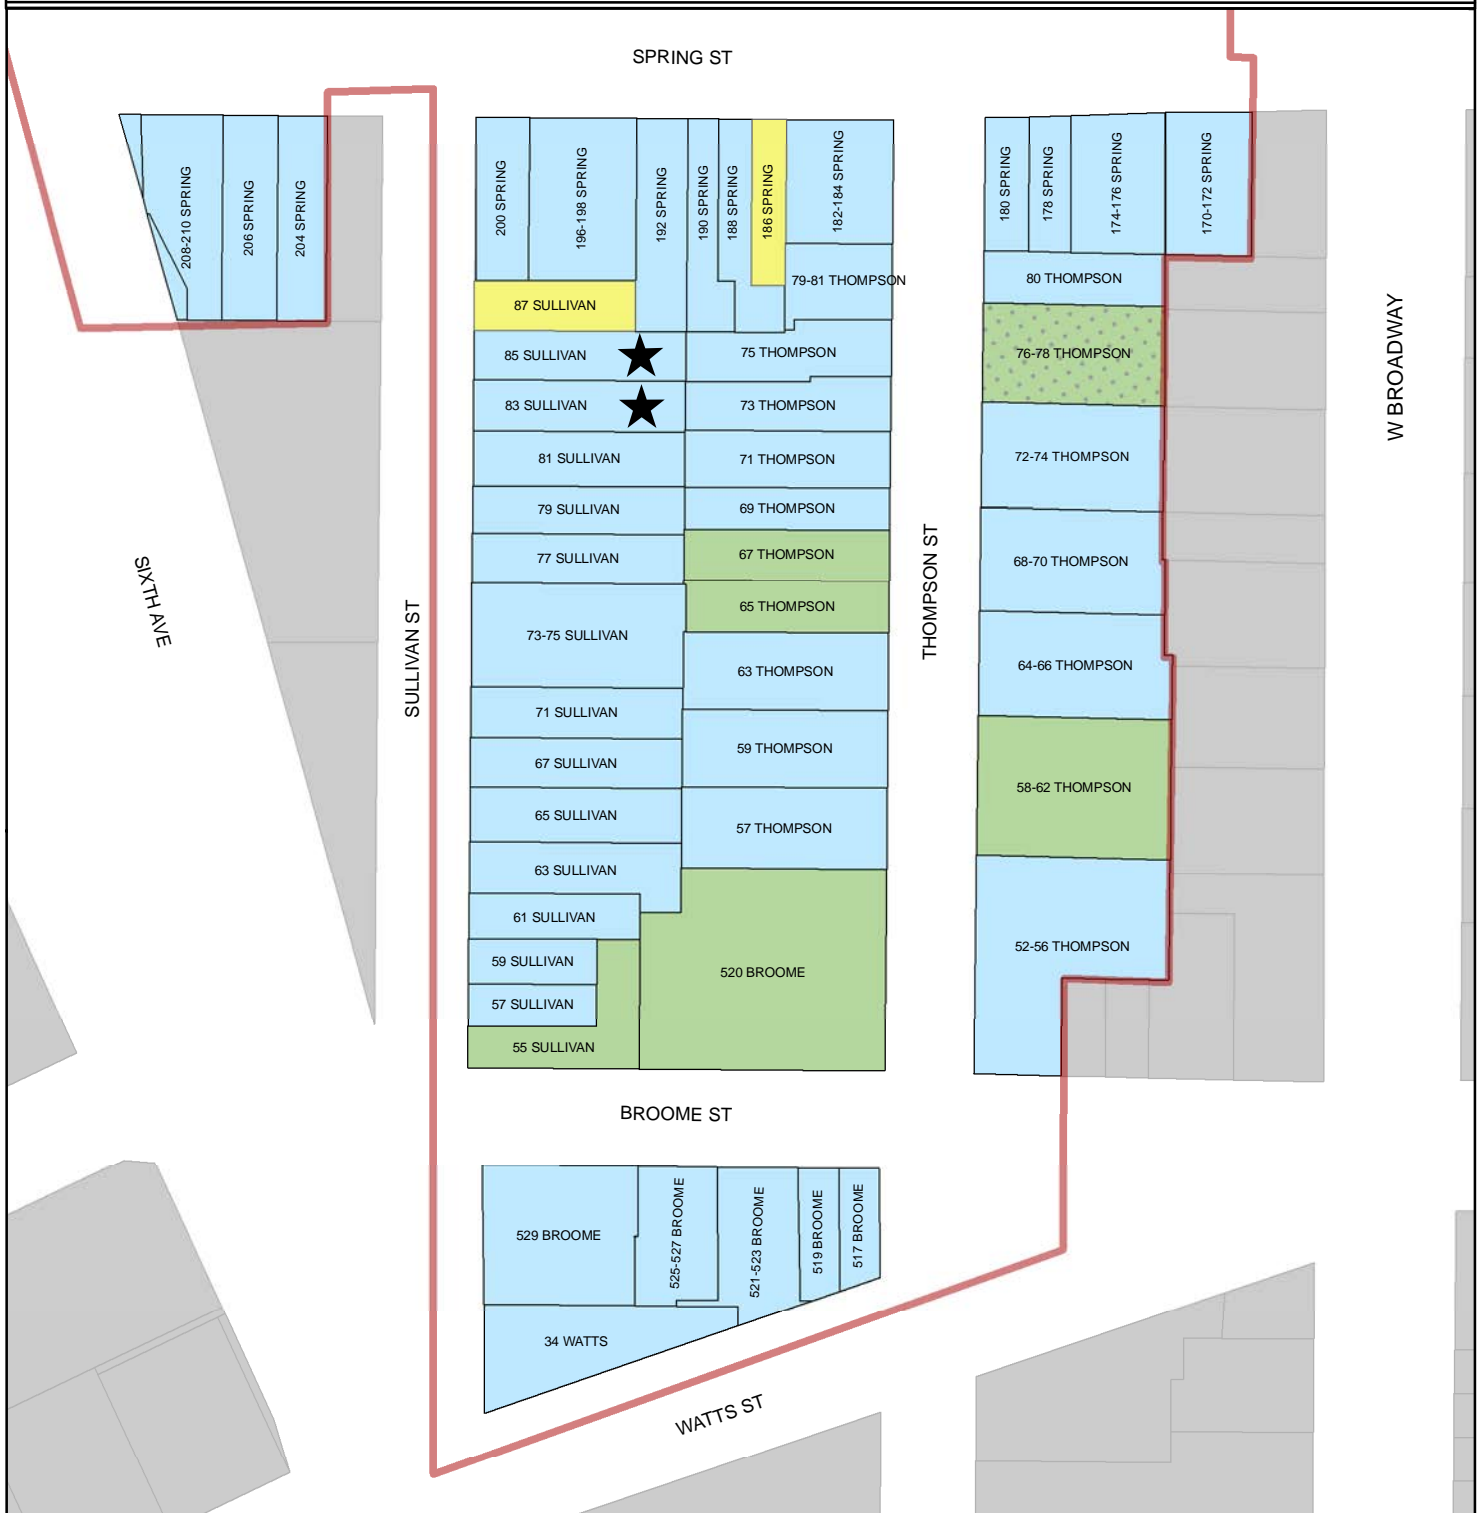 SPRING ST
208-210 SPRING
206 SPRING
204 SPRING
200 SPRING
196-198 SPRING
192 SPRING
190 SPRING
188 SPRING
186 SPRING
182-184 SPRING
180 SPRING
178 SPRING
174-176 SPRING
170-172 SPRING
79-81 THOMPSON
80 THOMPSON
87 SULLIVAN
85 SULLIVAN
75 THOMPSON
76-78 THOMPSON
83 SULLIVAN
73 THOMPSON
W BROADWAY
81 SULLIVAN
71 THOMPSON
72-74 THOMPSON
79 SULLIVAN
69 THOMPSON
77 SULLIVAN
67 THOMPSON
68-70 THOMPSON
SIXTH AVE
SULLIVAN ST
THOMPSON ST
65 THOMPSON
73-75 SULLIVAN
63 THOMPSON
64-66 THOMPSON
71 SULLIVAN
59 THOMPSON
67 SULLIVAN
58-62 THOMPSON
65 SULLIVAN
57 THOMPSON
63 SULLIVAN
61 SULLIVAN
52-56 THOMPSON
59 SULLIVAN
520 BROOME
57 SULLIVAN
55 SULLIVAN
BROOME ST
529 BROOME
525-527 BROOME
521-523 BROOME
519 BROOME
517 BROOME
34 WATTS
WATTS ST